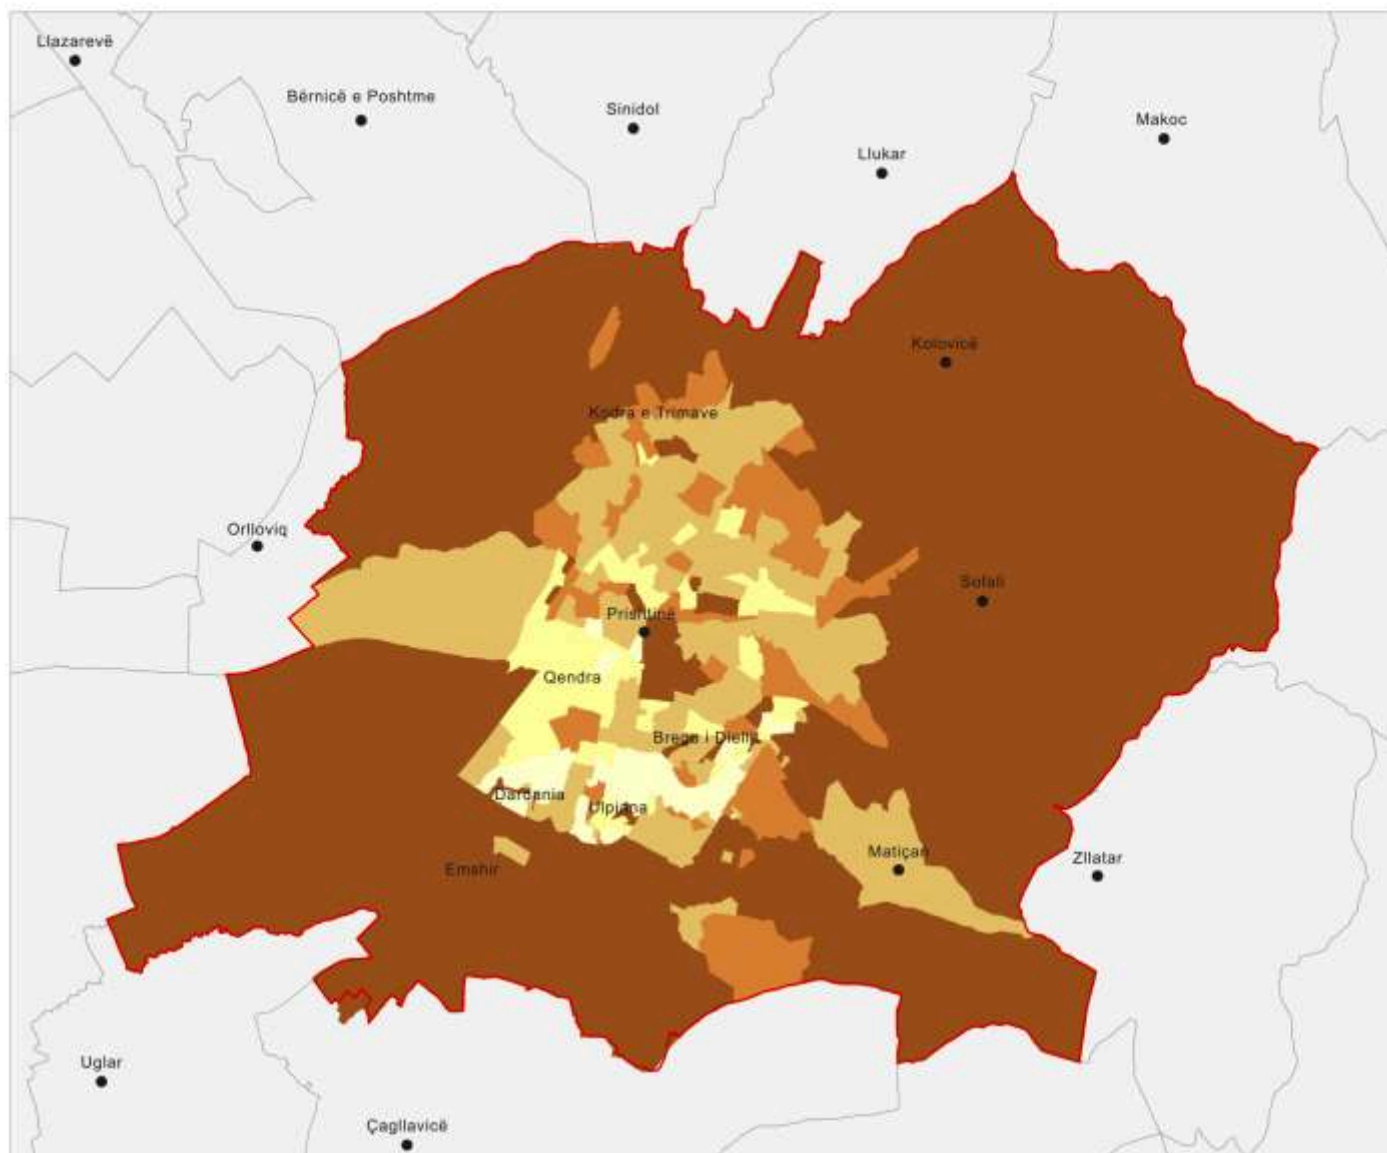 Llazarevë
Bërnicë e Poshtme
Sinidol
Makoc
Llukar
Kolovicë
Kodra e Trimave
Orlloviq
Sofali
Prishtinë
Qendra
Bregu i Diellit
Dardania
Ulpiana
Matiçan
Zllatar
Emshir
Uglar
Çagllavicë